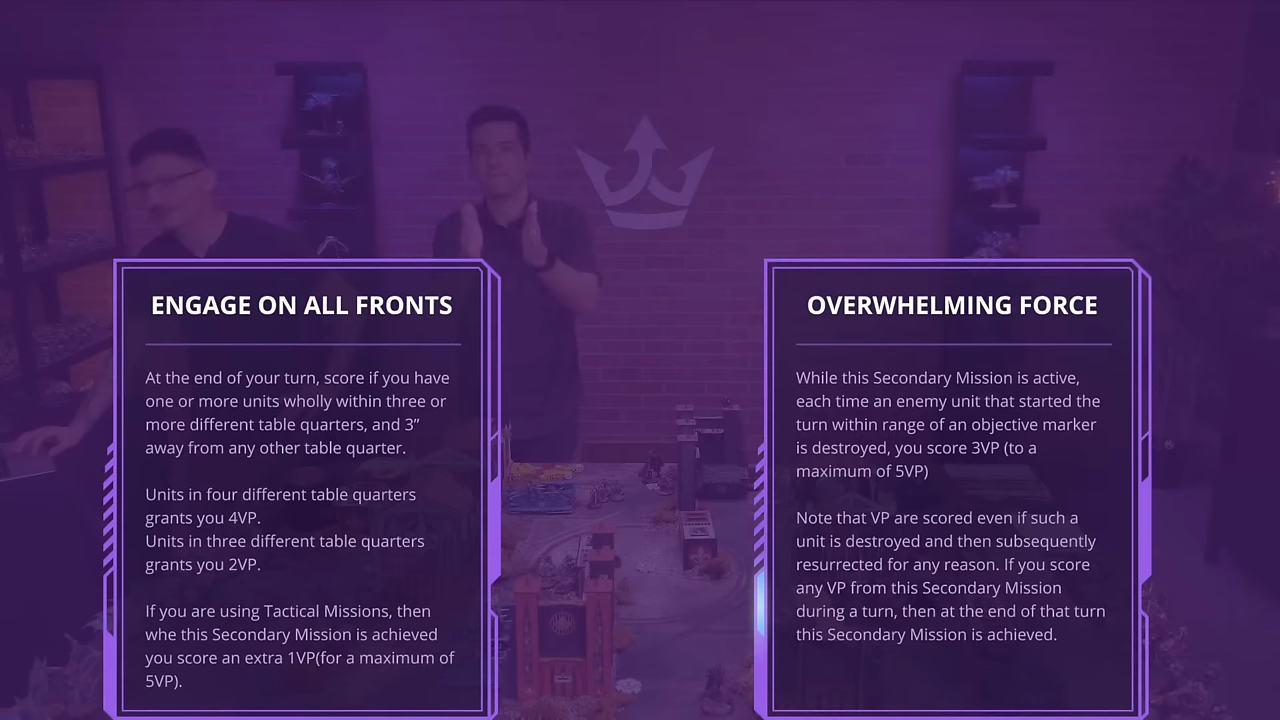 ENGAGE ON ALL FRONTS
At the end of your turn, score if you have
one or more units wholly within three or
more different table quarters, and 3”
away from any other table quarter.
Units in four different table quarters
grants you 4VP.
Units in three different table quarters
grants you 2VP.
If you are using Tactical Missions, then
whe this Secondary Mission is achieved
you score an extra 1VP(for a maximum of
5VP).
OVERWHELMING FORCE
While this Secondary Mission is active,
each time an enemy unit that started the
turn within range of an objective marker
is destroyed, you score 3VP (to a
maximum of 5VP)
Note that VP are scored even if such a
unit is destroyed and then subsequently
resurrected for any reason. If you score
any VP from this Secondary Mission
during a turn, then at the end of that turn
this Secondary Mission is achieved.